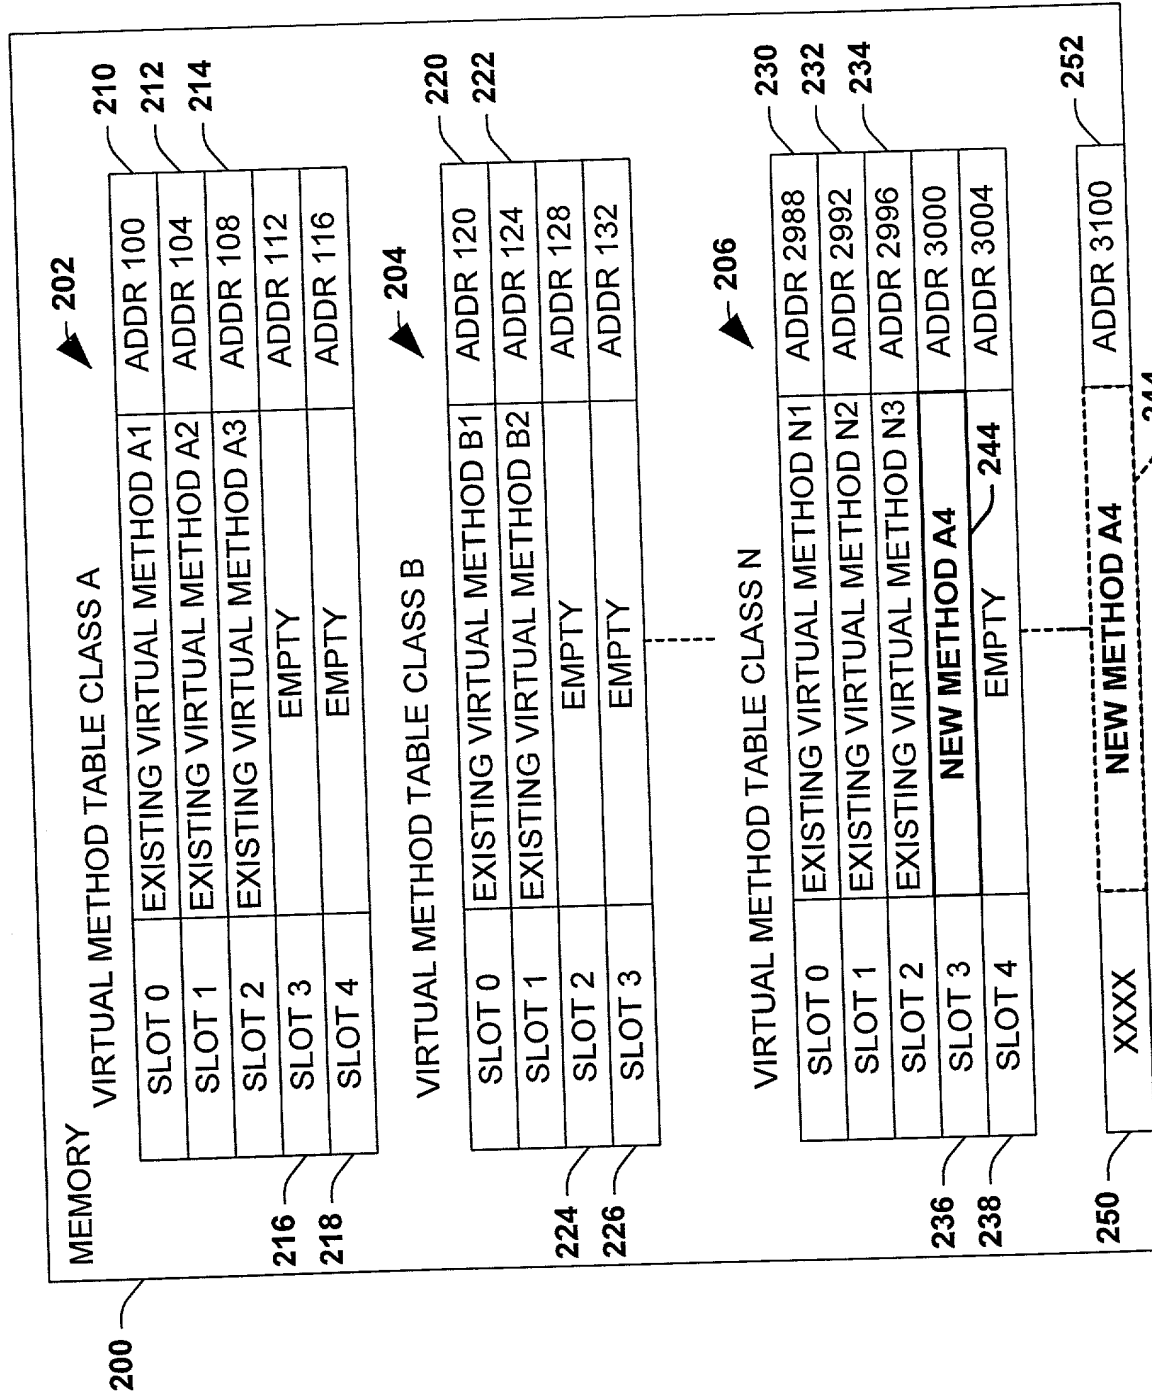 200
MEMORY
VIRTUAL METHOD TABLE CLASS A
202
SLOT 0 EXISTING VIRTUAL METHOD A1 ADDR 100 210
SLOT 1 EXISTING VIRTUAL METHOD A2 ADDR 104 212
SLOT 2 EXISTING VIRTUAL METHOD A3 ADDR 108 214
216 SLOT 3 EMPTY ADDR 112
218 SLOT 4 EMPTY ADDR 116
VIRTUAL METHOD TABLE CLASS B
204
SLOT 0 EXISTING VIRTUAL METHOD B1 ADDR 120 220
SLOT 1 EXISTING VIRTUAL METHOD B2 ADDR 124 222
224 SLOT 2 EMPTY ADDR 128
226 SLOT 3 EMPTY ADDR 132
VIRTUAL METHOD TABLE CLASS N
206
SLOT 0 EXISTING VIRTUAL METHOD N1 ADDR 2988 230
SLOT 1 EXISTING VIRTUAL METHOD N2 ADDR 2992 232
SLOT 2 EXISTING VIRTUAL METHOD N3 ADDR 2996 234
236 SLOT 3 NEW METHOD A4 ADDR 3000
238 SLOT 4 EMPTY 244 ADDR 3004
250 XXXX NEW METHOD A4 ADDR 3100 252
244